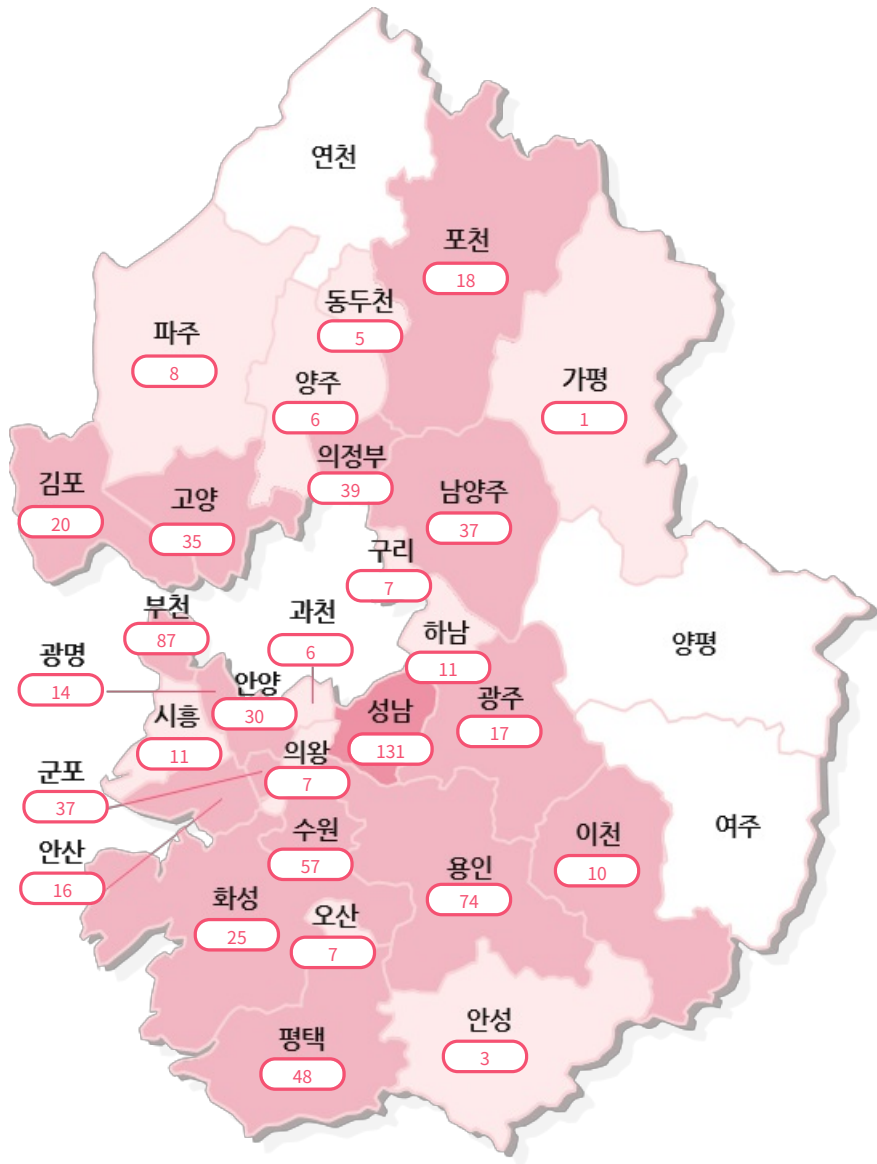 연천
포천
18
동두천
5
파주
8
양주
6
가평
1
의정부
39
김포
20
고양
35
남양주
37
구리
7
부천
87
과천
6
하남
11
양평
광명
14
안양
30
성남
131
광주
17
시흥
11
의왕
7
군포
37
수원
57
이천
10
여주
안산
16
화성
25
용인
74
오산
7
안성
3
평택
48